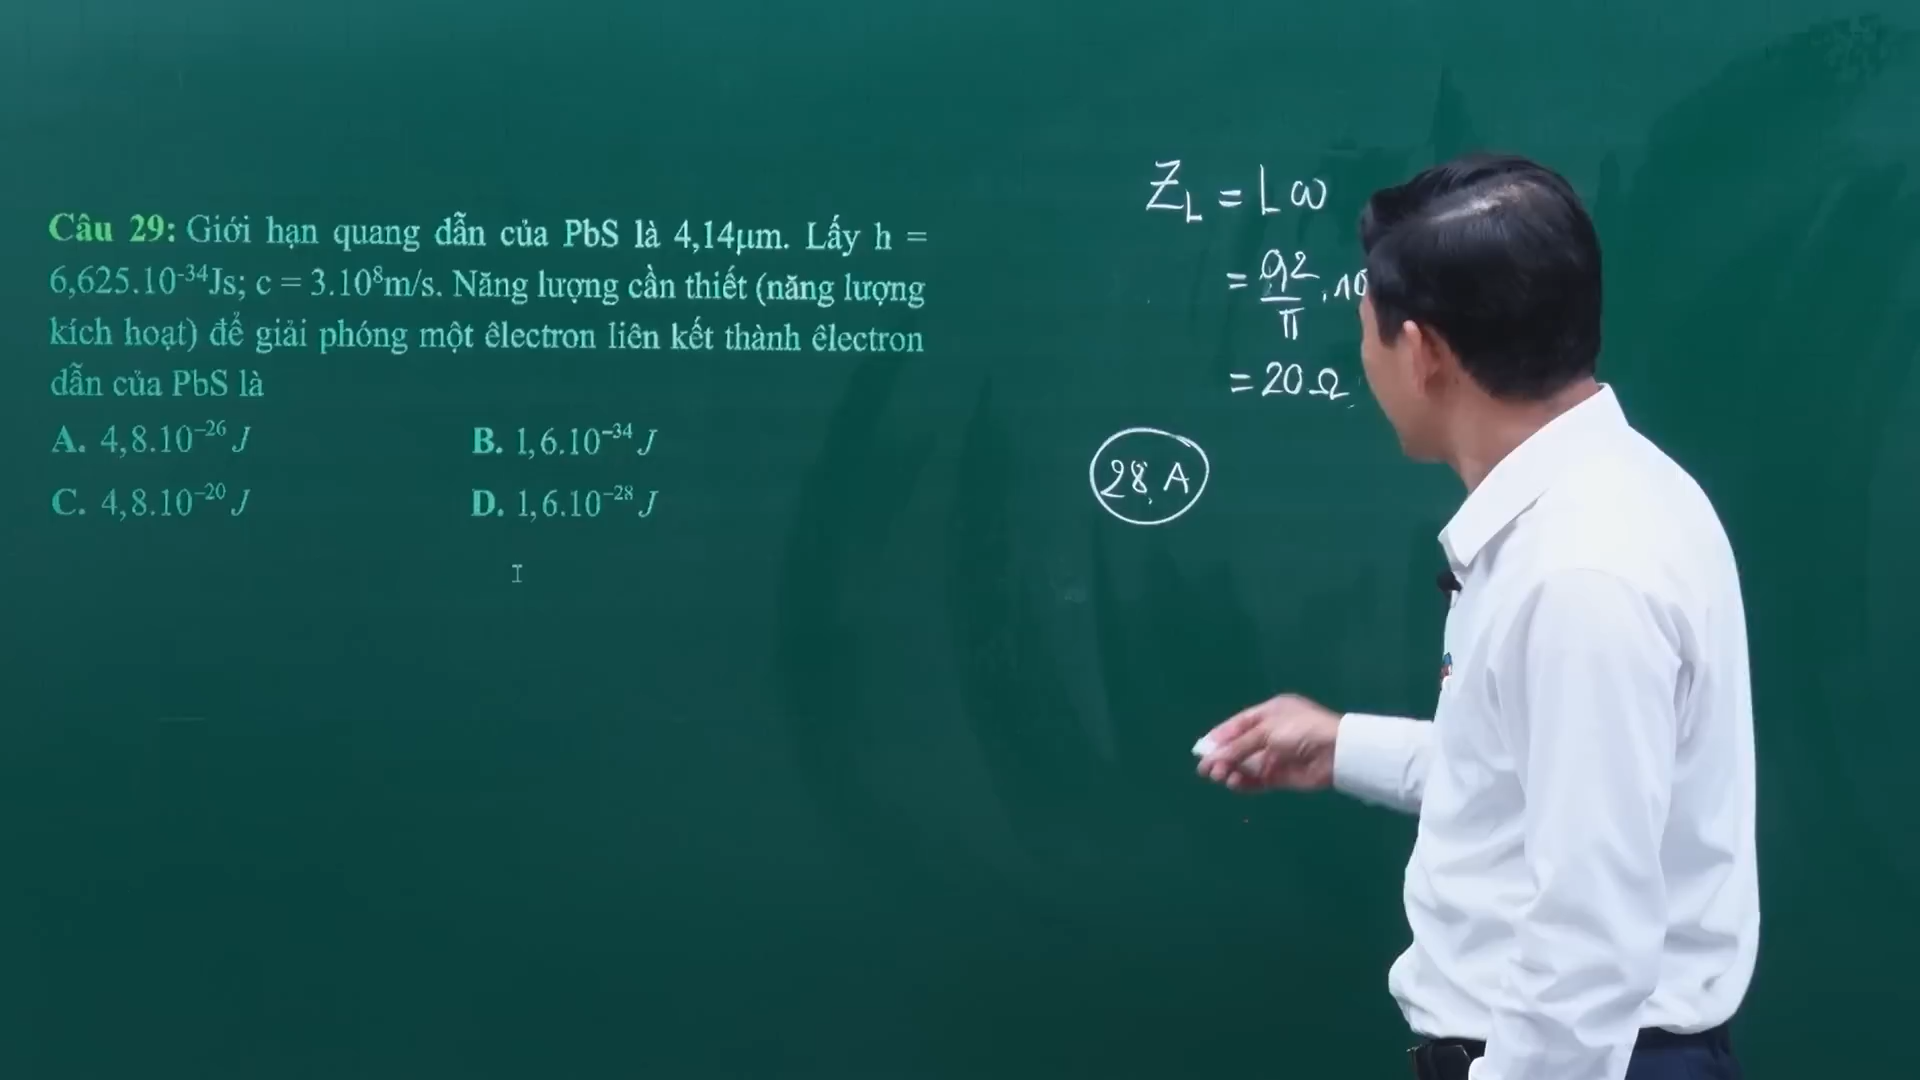 Câu 29: Giới hạn quang dẫn của PbS là 4,14μm. Lấy h =
6,625.10⁻³⁴Js; c = 3.10⁸m/s. Năng lượng cần thiết (năng lượng
kích hoạt) để giải phóng một êlectron liên kết thành êlectron
dẫn của PbS là
A. 4,8.10⁻²⁶ J B. 1,6.10⁻³⁴ J
C. 4,8.10⁻²⁰ J D. 1,6.10⁻²⁸ J
Z_L = Lω
= 0,2/π .10
= 20Ω
28. A